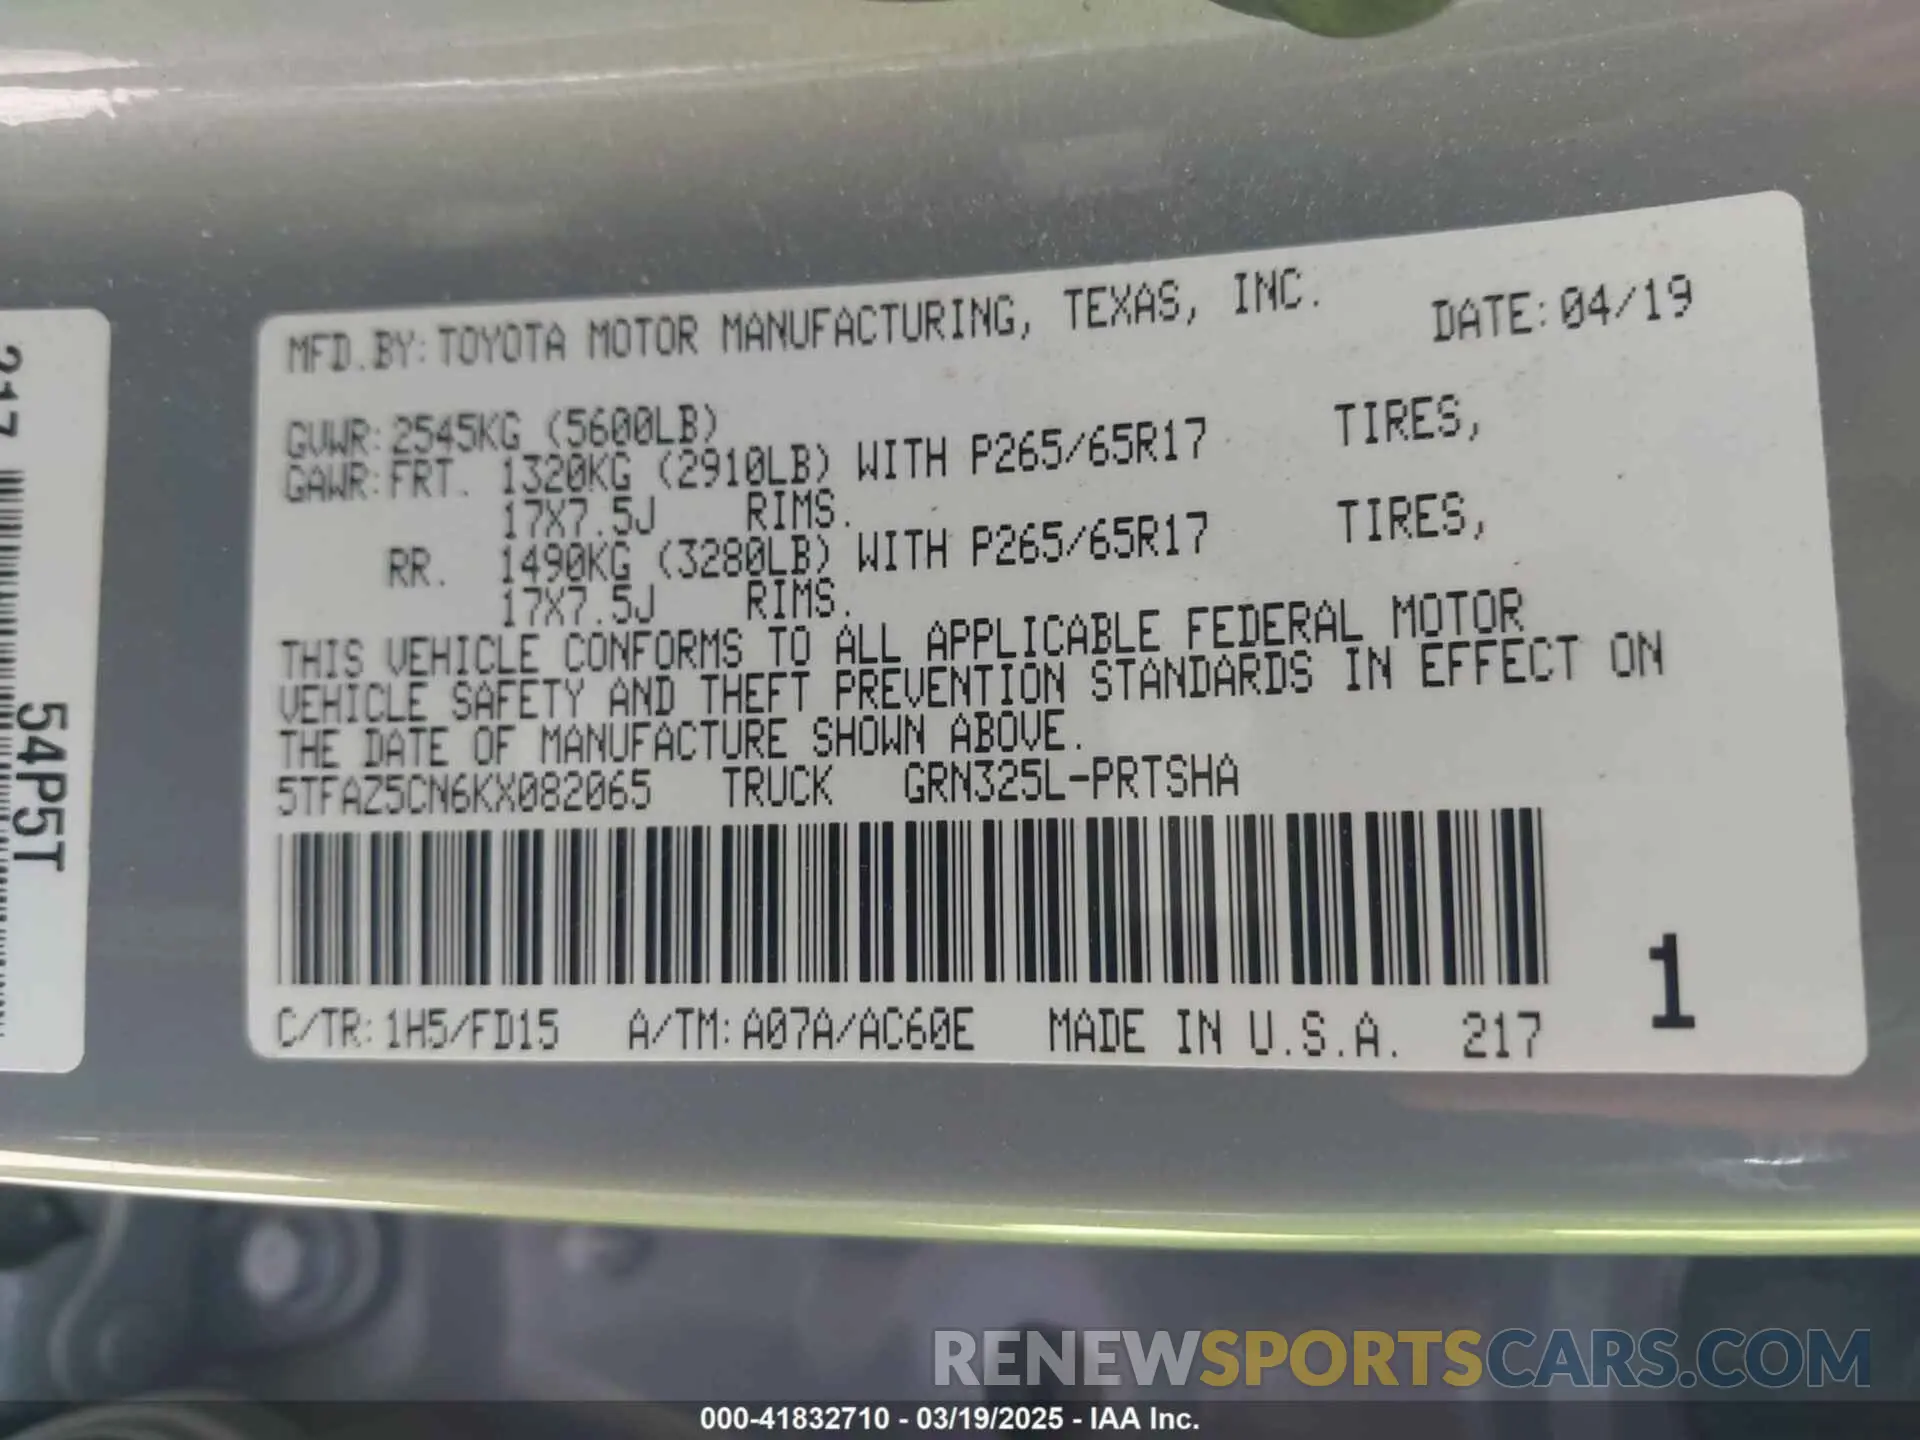 MFD.BY:TOYOTA MOTOR MANUFACTURING, TEXAS, INC. DATE:04/19
GVWR:2545KG (5600LB)
GAWR:FRT. 1320KG (2910LB) WITH P265/65R17 TIRES,
17X7.5J RIMS.
RR. 1490KG (3280LB) WITH P265/65R17 TIRES,
17X7.5J RIMS.
THIS VEHICLE CONFORMS TO ALL APPLICABLE FEDERAL MOTOR
VEHICLE SAFETY AND THEFT PREVENTION STANDARDS IN EFFECT ON
THE DATE OF MANUFACTURE SHOWN ABOVE.
5TFAZ5CN6KX082065 TRUCK GRN325L-PRTSHA
C/TR:1H5/FD15 A/TM:A07A/AC60E MADE IN U.S.A. 217
1
217
54P5T
RENEWSPORTSCARS.COM
000-41832710 - 03/19/2025 - IAA Inc.